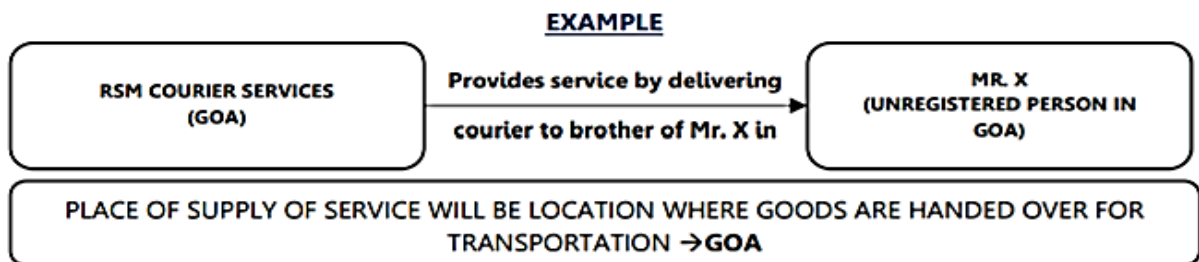 EXAMPLE
RSM COURIER SERVICES
(GOA)
Provides service by delivering
courier to brother of Mr. X in
MR. X
(UNREGISTERED PERSON IN
GOA)
PLACE OF SUPPLY OF SERVICE WILL BE LOCATION WHERE GOODS ARE HANDED OVER FOR
TRANSPORTATION →GOA